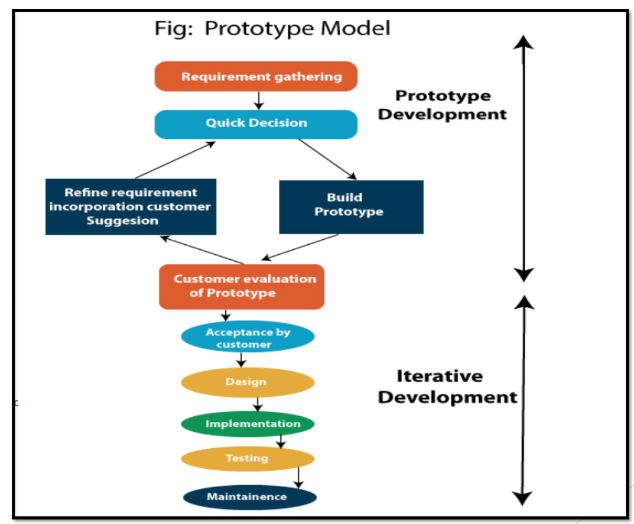 Fig: Prototype Model
Requirement gathering
Prototype
Development
Quick Decision
Refine requirement
incorporation customer
Suggesion
Build
Prototype
Customer evaluation
of Prototype
Acceptance by
customer
Design
Iterative
Development
c
Implementation
Testing
Maintainence